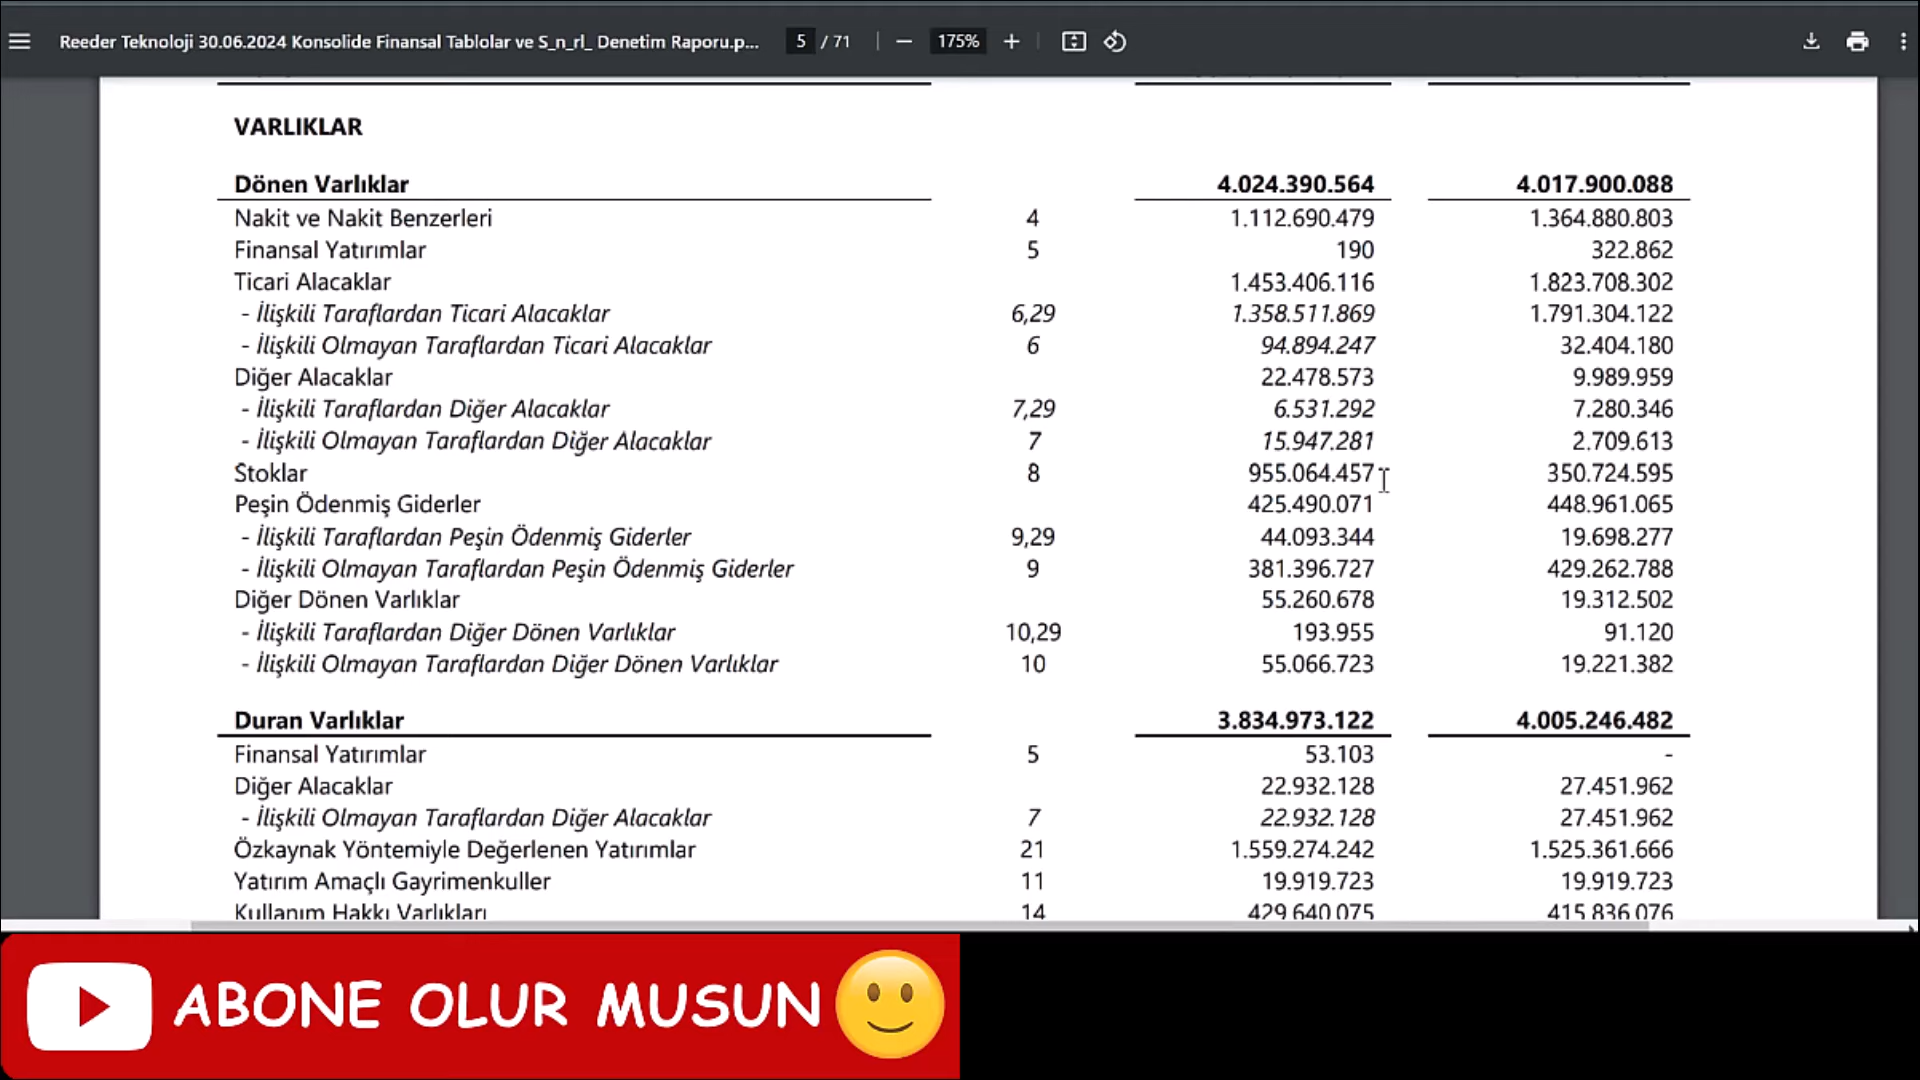 Reeder Teknoloji 30.06.2024 Konsolide Finansal Tablolar ve S_n_rl_ Denetim Raporu.p... 5 / 71 175%
VARLIKLAR
Dönen Varlıklar 4.024.390.564 4.017.900.088
Nakit ve Nakit Benzerleri 4 1.112.690.479 1.364.880.803
Finansal Yatırımlar 5 190 322.862
Ticari Alacaklar 1.453.406.116 1.823.708.302
- İlişkili Taraflardan Ticari Alacaklar 6,29 1.358.511.869 1.791.304.122
- İlişkili Olmayan Taraflardan Ticari Alacaklar 6 94.894.247 32.404.180
Diğer Alacaklar 22.478.573 9.989.959
- İlişkili Taraflardan Diğer Alacaklar 7,29 6.531.292 7.280.346
- İlişkili Olmayan Taraflardan Diğer Alacaklar 7 15.947.281 2.709.613
Stoklar 8 955.064.457 350.724.595
Peşin Ödenmiş Giderler 425.490.071 448.961.065
- İlişkili Taraflardan Peşin Ödenmiş Giderler 9,29 44.093.344 19.698.277
- İlişkili Olmayan Taraflardan Peşin Ödenmiş Giderler 9 381.396.727 429.262.788
Diğer Dönen Varlıklar 55.260.678 19.312.502
- İlişkili Taraflardan Diğer Dönen Varlıklar 10,29 193.955 91.120
- İlişkili Olmayan Taraflardan Diğer Dönen Varlıklar 10 55.066.723 19.221.382
Duran Varlıklar 3.834.973.122 4.005.246.482
Finansal Yatırımlar 5 53.103 -
Diğer Alacaklar 22.932.128 27.451.962
- İlişkili Olmayan Taraflardan Diğer Alacaklar 7 22.932.128 27.451.962
Özkaynak Yöntemiyle Değerlenen Yatırımlar 21 1.559.274.242 1.525.361.666
Yatırım Amaçlı Gayrimenkuller 11 19.919.723 19.919.723
Kullanım Hakkı Varlıkları 14 429.640.075 415.836.076
ABONE OLUR MUSUN